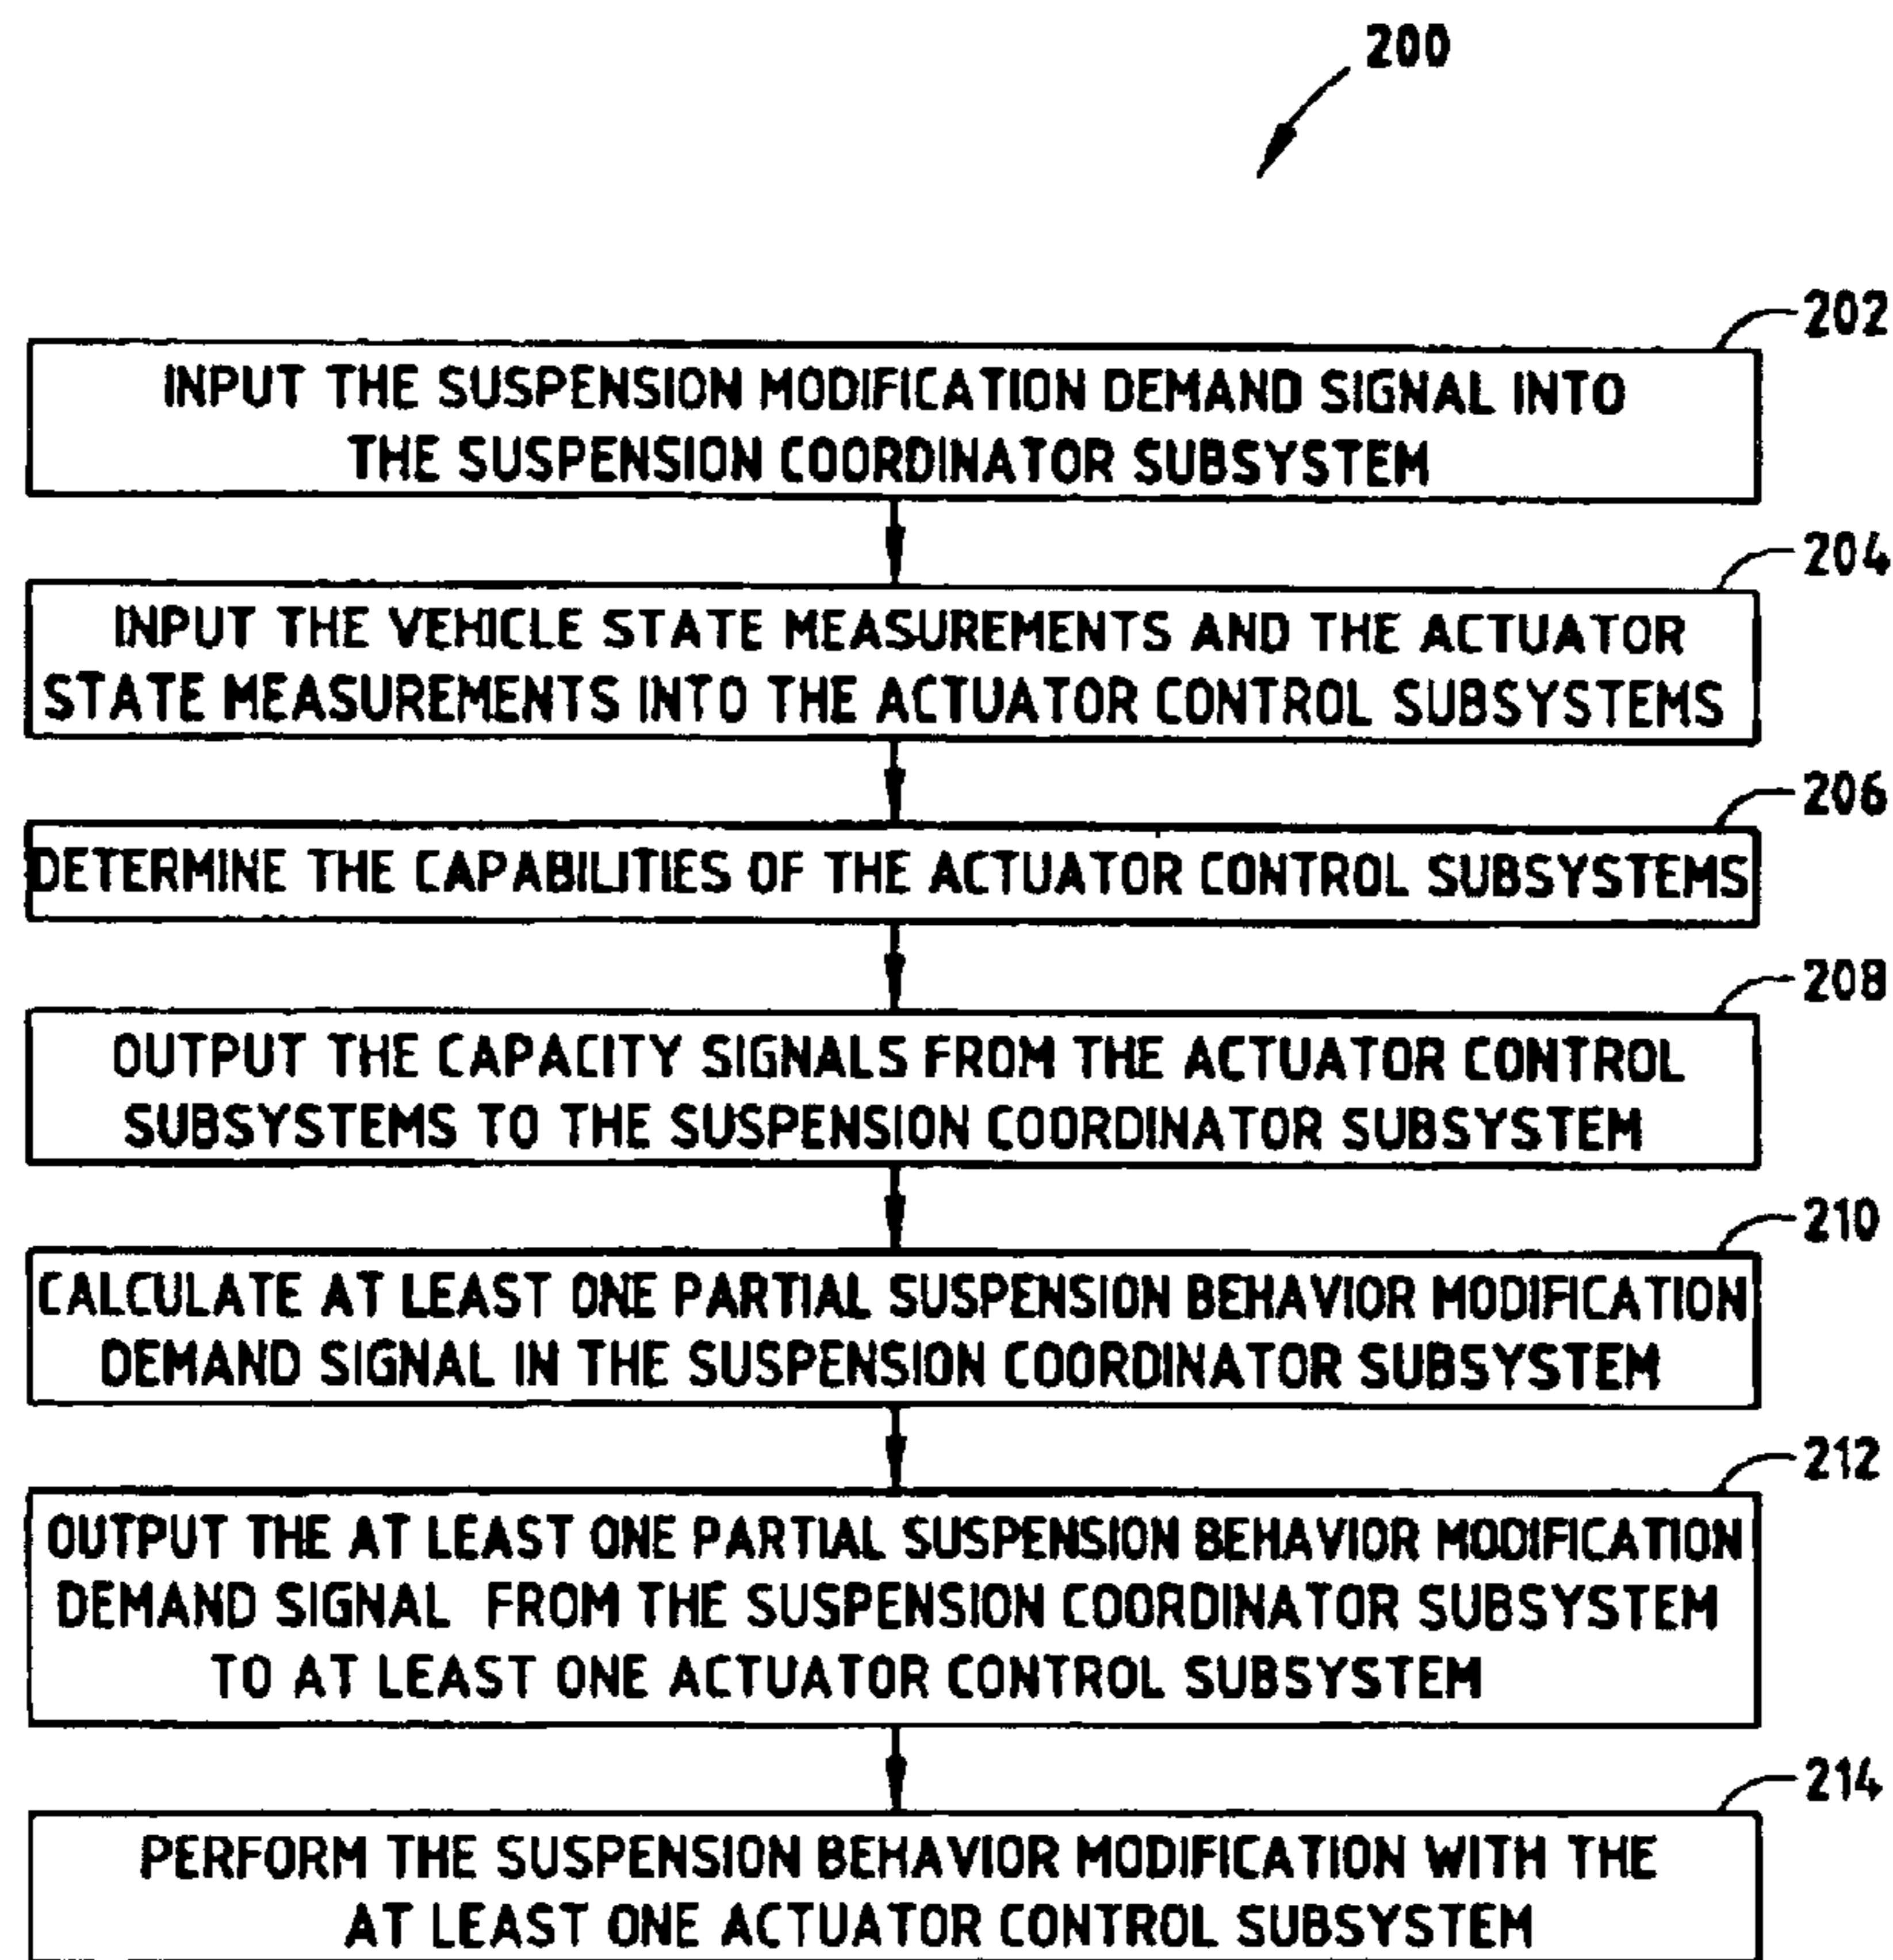 200
202
INPUT THE SUSPENSION MODIFICATION DEMAND SIGNAL INTO
THE SUSPENSION COORDINATOR SUBSYSTEM
204
INPUT THE VEHICLE STATE MEASUREMENTS AND THE ACTUATOR
STATE MEASUREMENTS INTO THE ACTUATOR CONTROL SUBSYSTEMS
206
DETERMINE THE CAPABILITIES OF THE ACTUATOR CONTROL SUBSYSTEMS
208
OUTPUT THE CAPACITY SIGNALS FROM THE ACTUATOR CONTROL
SUBSYSTEMS TO THE SUSPENSION COORDINATOR SUBSYSTEM
210
CALCULATE AT LEAST ONE PARTIAL SUSPENSION BEHAVIOR MODIFICATION
DEMAND SIGNAL IN THE SUSPENSION COORDINATOR SUBSYSTEM
212
OUTPUT THE AT LEAST ONE PARTIAL SUSPENSION BEHAVIOR MODIFICATION
DEMAND SIGNAL FROM THE SUSPENSION COORDINATOR SUBSYSTEM
TO AT LEAST ONE ACTUATOR CONTROL SUBSYSTEM
214
PERFORM THE SUSPENSION BEHAVIOR MODIFICATION WITH THE
AT LEAST ONE ACTUATOR CONTROL SUBSYSTEM